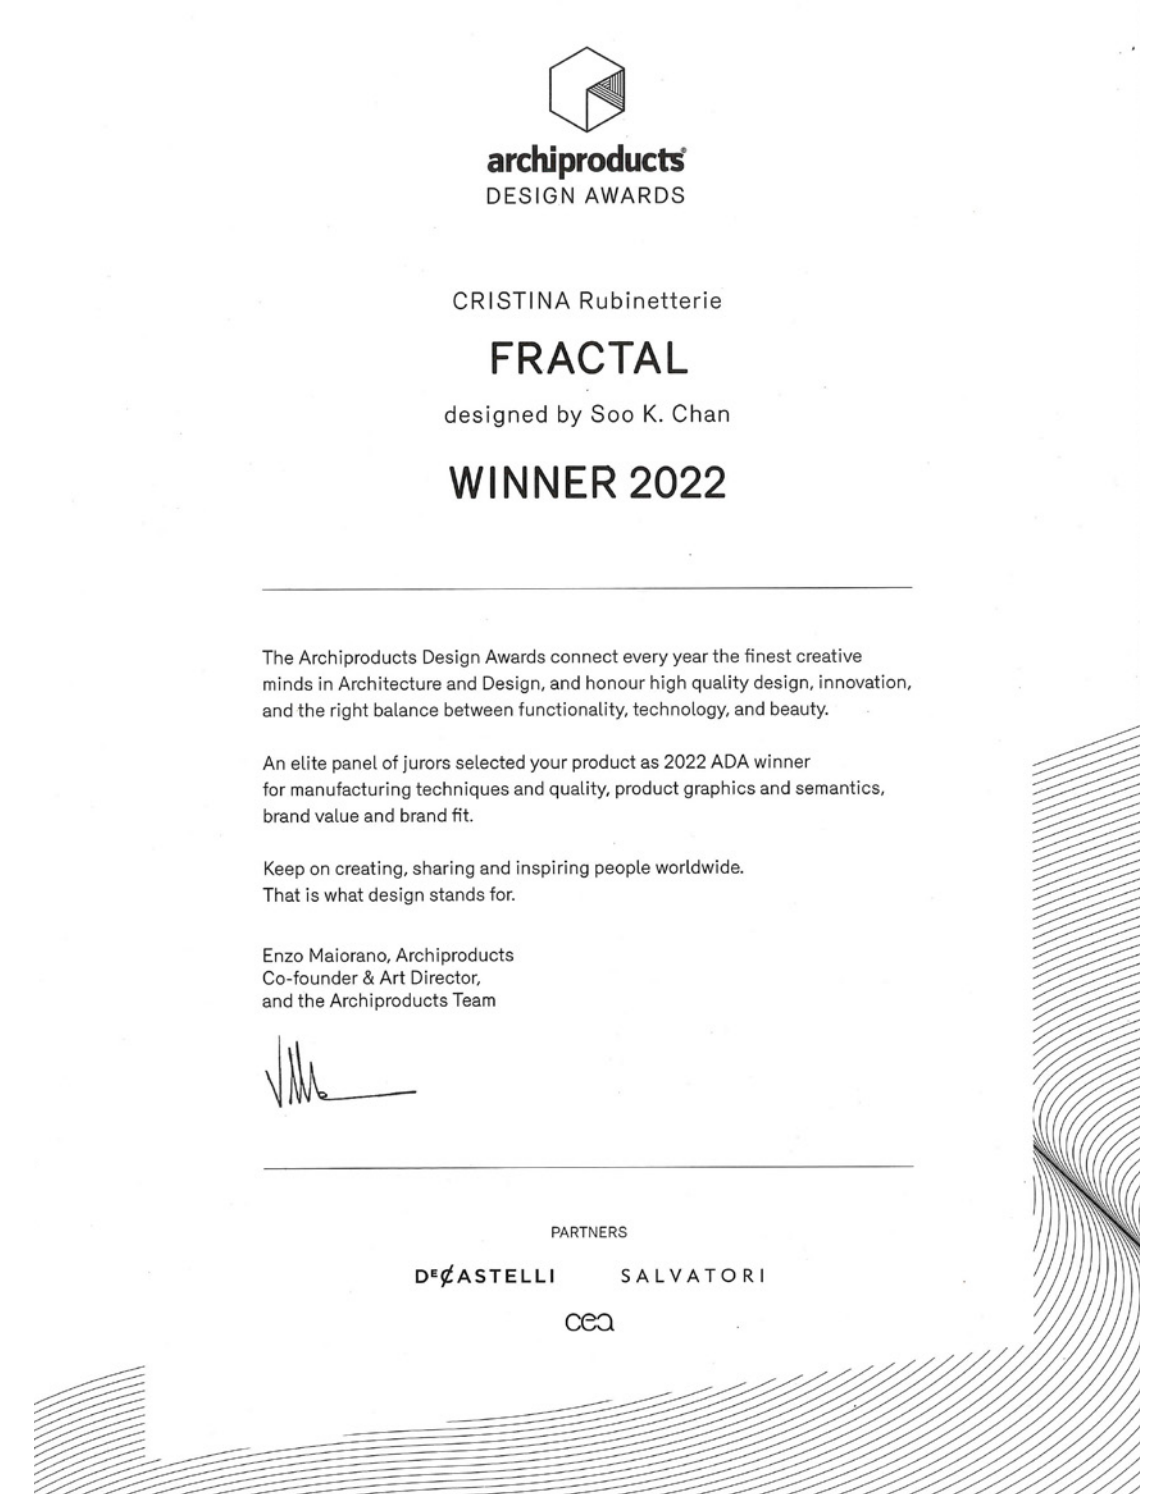 archiproducts®
DESIGN AWARDS
CRISTINA Rubinetterie
FRACTAL
designed by Soo K. Chan
WINNER 2022
The Archiproducts Design Awards connect every year the finest creative
minds in Architecture and Design, and honour high quality design, innovation,
and the right balance between functionality, technology, and beauty.
An elite panel of jurors selected your product as 2022 ADA winner
for manufacturing techniques and quality, product graphics and semantics,
brand value and brand fit.
Keep on creating, sharing and inspiring people worldwide.
That is what design stands for.
Enzo Maiorano, Archiproducts
Co-founder & Art Director,
and the Archiproducts Team
PARTNERS
DECASTELLI SALVATORI
cea